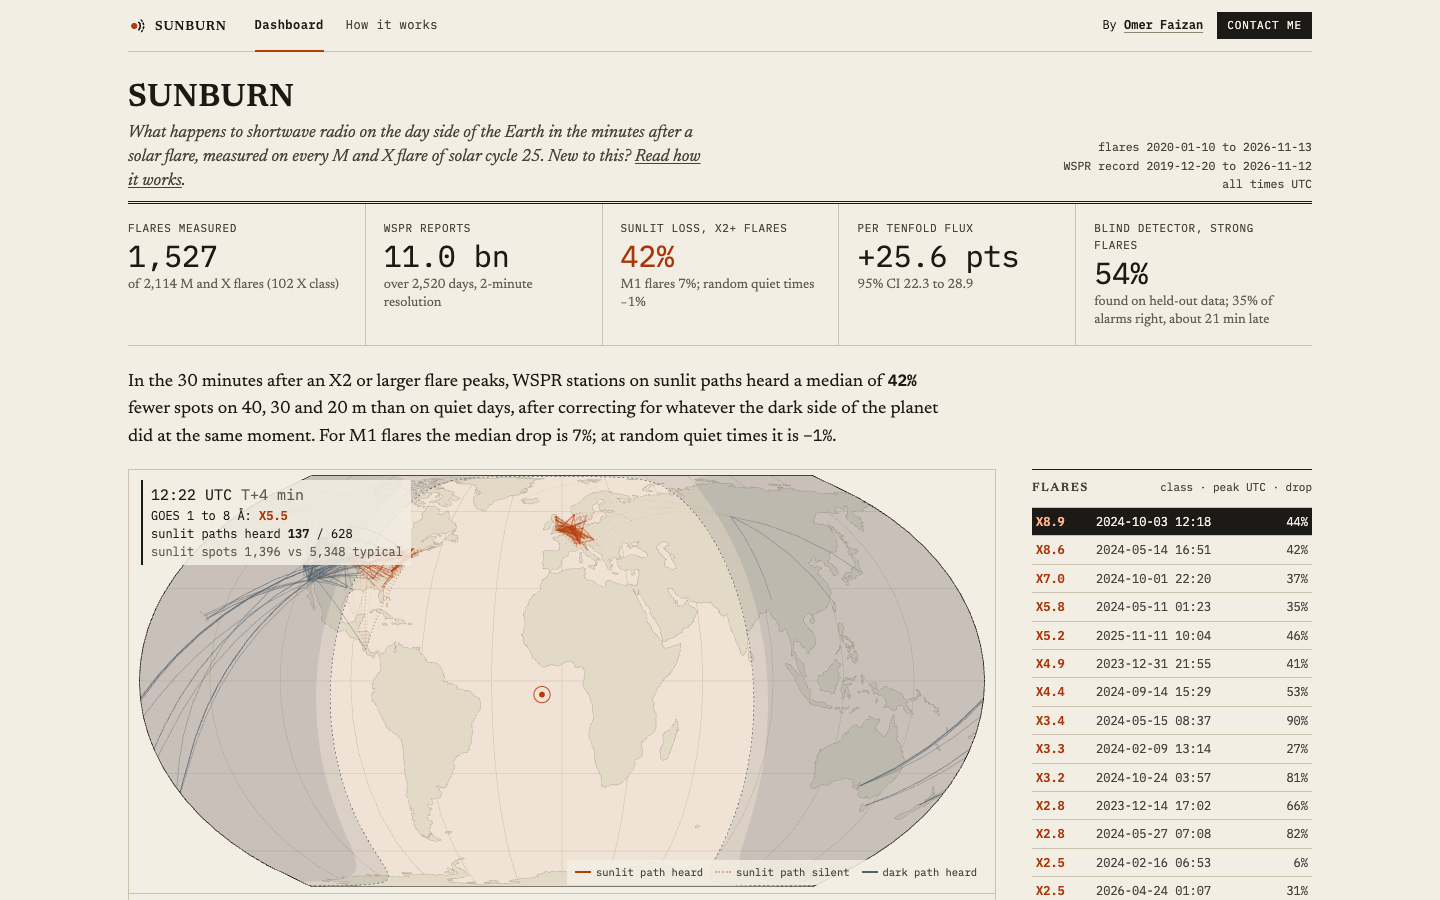 SUNBURN
Dashboard
How it works
By Omer Faizan
CONTACT ME
SUNBURN
What happens to shortwave radio on the day side of the Earth in the minutes after a
solar flare, measured on every M and X flare of solar cycle 25. New to this? Read how
it works.
flares 2020-01-10 to 2026-11-13
WSPR record 2019-12-20 to 2026-11-12
all times UTC
FLARES MEASURED
1,527
of 2,114 M and X flares (102 X class)
WSPR REPORTS
11.0 bn
over 2,520 days, 2-minute
resolution
SUNLIT LOSS, X2+ FLARES
42%
M1 flares 7%; random quiet times
−1%
PER TENFOLD FLUX
+25.6 pts
95% CI 22.3 to 28.9
BLIND DETECTOR, STRONG
FLARES
54%
found on held-out data; 35% of
alarms right, about 21 min late
In the 30 minutes after an X2 or larger flare peaks, WSPR stations on sunlit paths heard a median of 42%
fewer spots on 40, 30 and 20 m than on quiet days, after correcting for whatever the dark side of the planet
did at the same moment. For M1 flares the median drop is 7%; at random quiet times it is −1%.
12:22 UTC T+4 min
GOES 1 to 8 Å: X5.5
sunlit paths heard 137 / 628
sunlit spots 1,396 vs 5,348 typical
sunlit path heard
sunlit path silent
dark path heard
FLARES
class · peak UTC · drop
X8.9 2024-10-03 12:18 44%
X8.6 2024-05-14 16:51 42%
X7.0 2024-10-01 22:20 37%
X5.8 2024-05-11 01:23 35%
X5.2 2025-11-11 10:04 46%
X4.9 2023-12-31 21:55 41%
X4.4 2024-09-14 15:29 53%
X3.4 2024-05-15 08:37 90%
X3.3 2024-02-09 13:14 27%
X3.2 2024-10-24 03:57 81%
X2.8 2023-12-14 17:02 66%
X2.8 2024-05-27 07:08 82%
X2.5 2024-02-16 06:53 6%
X2.5 2026-04-24 01:07 31%